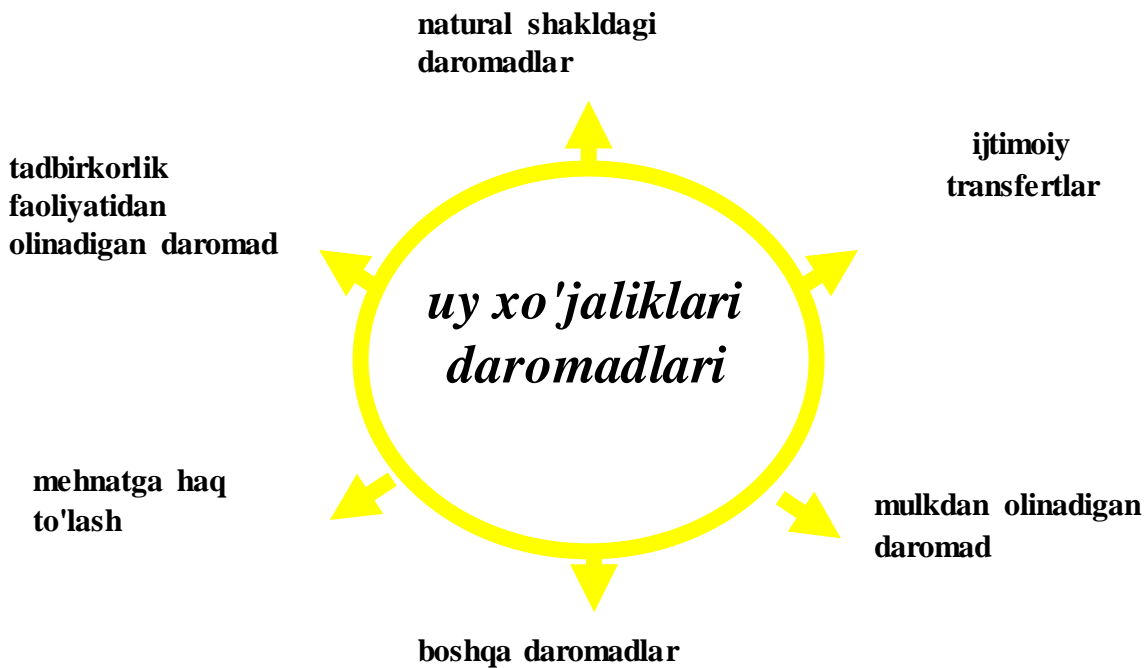 natural shakldagi
daromadlar
ijtimoiy
transfertlar
tadbirkorlik
faoliyatidan
olinadigan daromad
uy xo'jaliklari
daromadlari
mehnatga haq
to'lash
mulkdan olinadigan
daromad
boshqa daromadlar